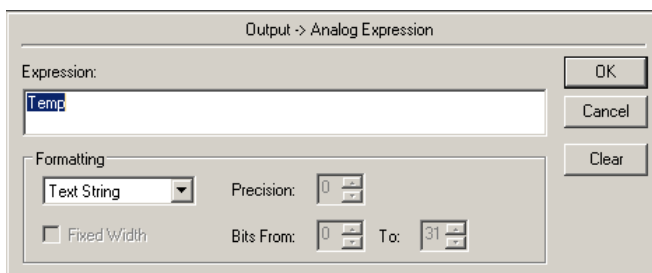 Output -> Analog Expression
Expression:
OK
Temp
Cancel
Clear
Formatting
Text String
Precision: 0
Fixed Width
Bits From: 0 To: 31